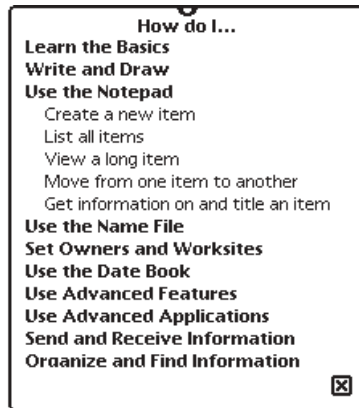 How do I...
Learn the Basics
Write and Draw
Use the Notepad
Create a new item
List all items
View a long item
Move from one item to another
Get information on and title an item
Use the Name File
Set Owners and Worksites
Use the Date Book
Use Advanced Features
Use Advanced Applications
Send and Receive Information
Organize and Find Information